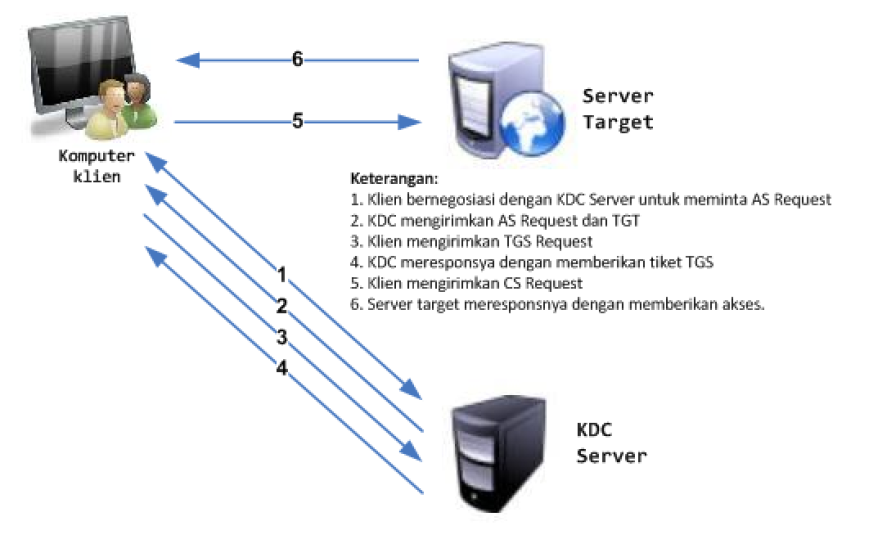 6
5
Server
Target
Komputer
klien
Keterangan:
1. Klien bernegosiasi dengan KDC Server untuk meminta AS Request
2. KDC mengirimkan AS Request dan TGT
3. Klien mengirimkan TGS Request
4. KDC meresponsya dengan memberikan tiket TGS
5. Klien mengirimkan CS Request
6. Server target meresponsnya dengan memberikan akses.
1
2
3
4
KDC
Server